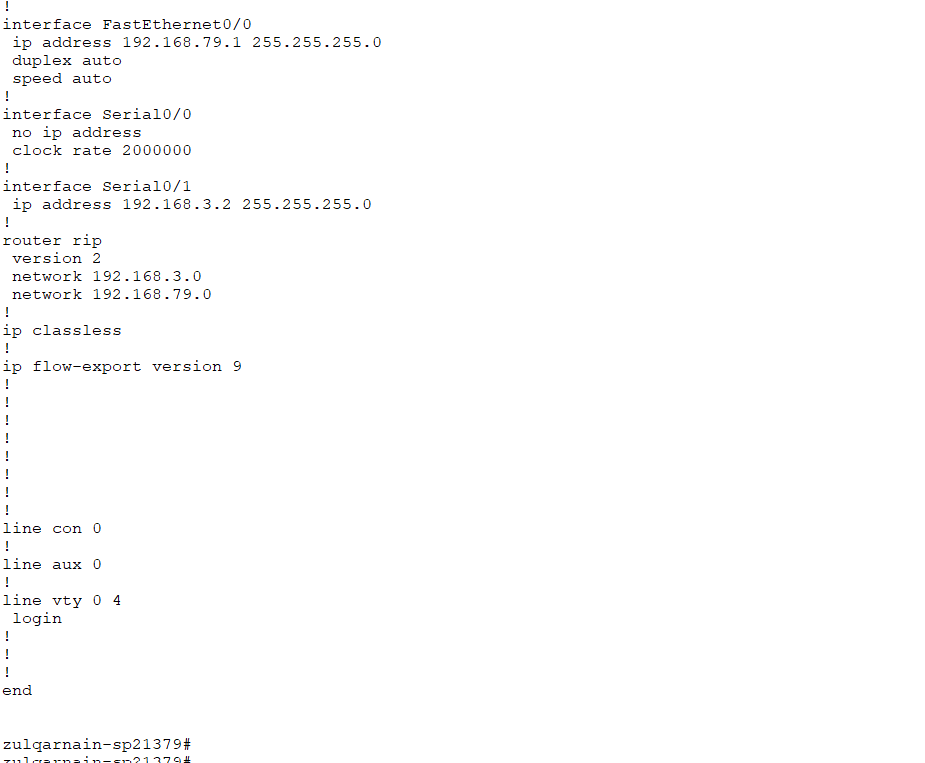 !
interface FastEthernet0/0
 ip address 192.168.79.1 255.255.255.0
 duplex auto
 speed auto
!
interface Serial0/0
 no ip address
 clock rate 2000000
!
interface Serial0/1
 ip address 192.168.3.2 255.255.255.0
!
router rip
 version 2
 network 192.168.3.0
 network 192.168.79.0
!
ip classless
!
ip flow-export version 9
!
!
!
!
!
!
!
!
line con 0
!
line aux 0
!
line vty 0 4
 login
!
!
!
end
zulqarnain-sp21379#
zulqarnain-sp21379#